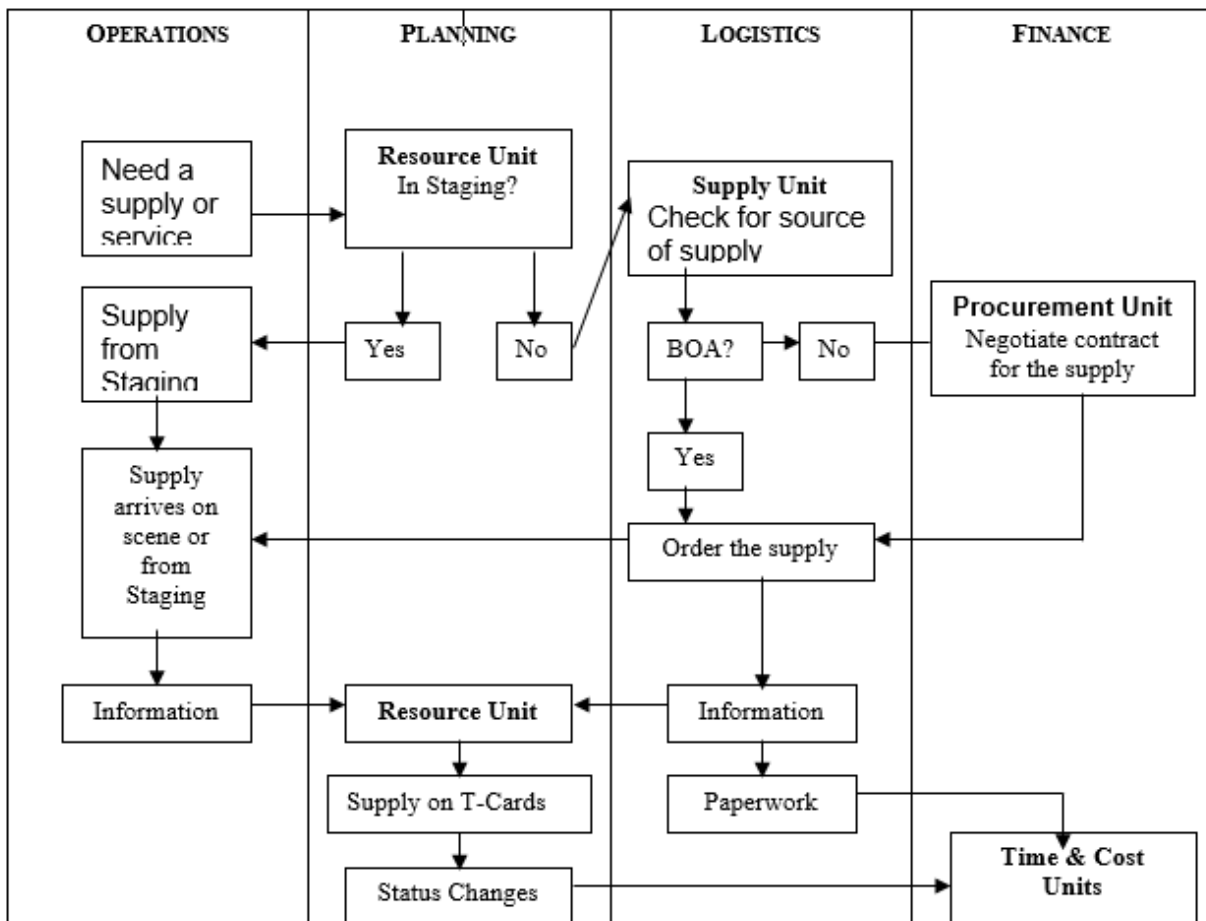 OPERATIONS
PLANNING
LOGISTICS
FINANCE
Need a
supply or
service
Resource Unit
In Staging?
Supply Unit
Check for source
of supply
Supply
from
Staging
Yes
No
BOA?
No
Procurement Unit
Negotiate contract
for the supply
Yes
Supply
arrives on
scene or
from
Staging
Order the supply
Information
Resource Unit
Information
Supply on T-Cards
Paperwork
Status Changes
Time & Cost
Units